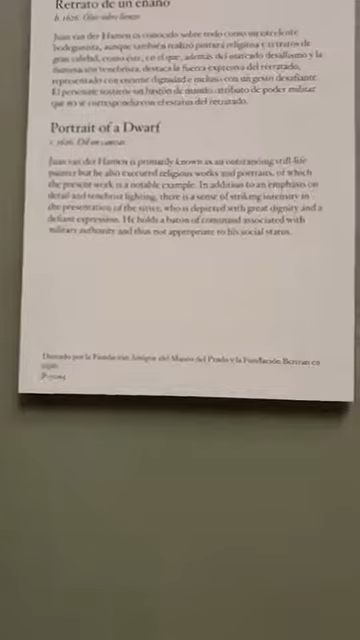 Retrato de un enano
h. 1626. Óleo sobre lienzo
Juan van der Hamen es conocido sobre todo como un excelente
bodegonista, aunque también realizó pintura religiosa y retratos de
gran calidad, como éste, en el que, además del marcado detallismo y la
iluminación tenebrista, destaca la fuerza expresiva del retratado,
representado con enorme dignidad e incluso con un gesto desafiante.
El personaje sostiene un bastón de mando, atributo de poder militar
que no se correspondería con el estatus del retratado.
Portrait of a Dwarf
c. 1626. Oil on canvas
Juan van der Hamen is primarily known as an outstanding still-life
painter but he also executed religious works and portraits, of which
the present work is a notable example. In addition to an emphasis on
detail and tenebrist lighting, there is a sense of striking intensity in
the presentation of the sitter, who is depicted with great dignity and a
defiant expression. He holds a baton of command associated with
military authority and thus not appropriate to his social status.
Donado por la Fundación Amigos del Museo del Prado y la Fundación Bertran en